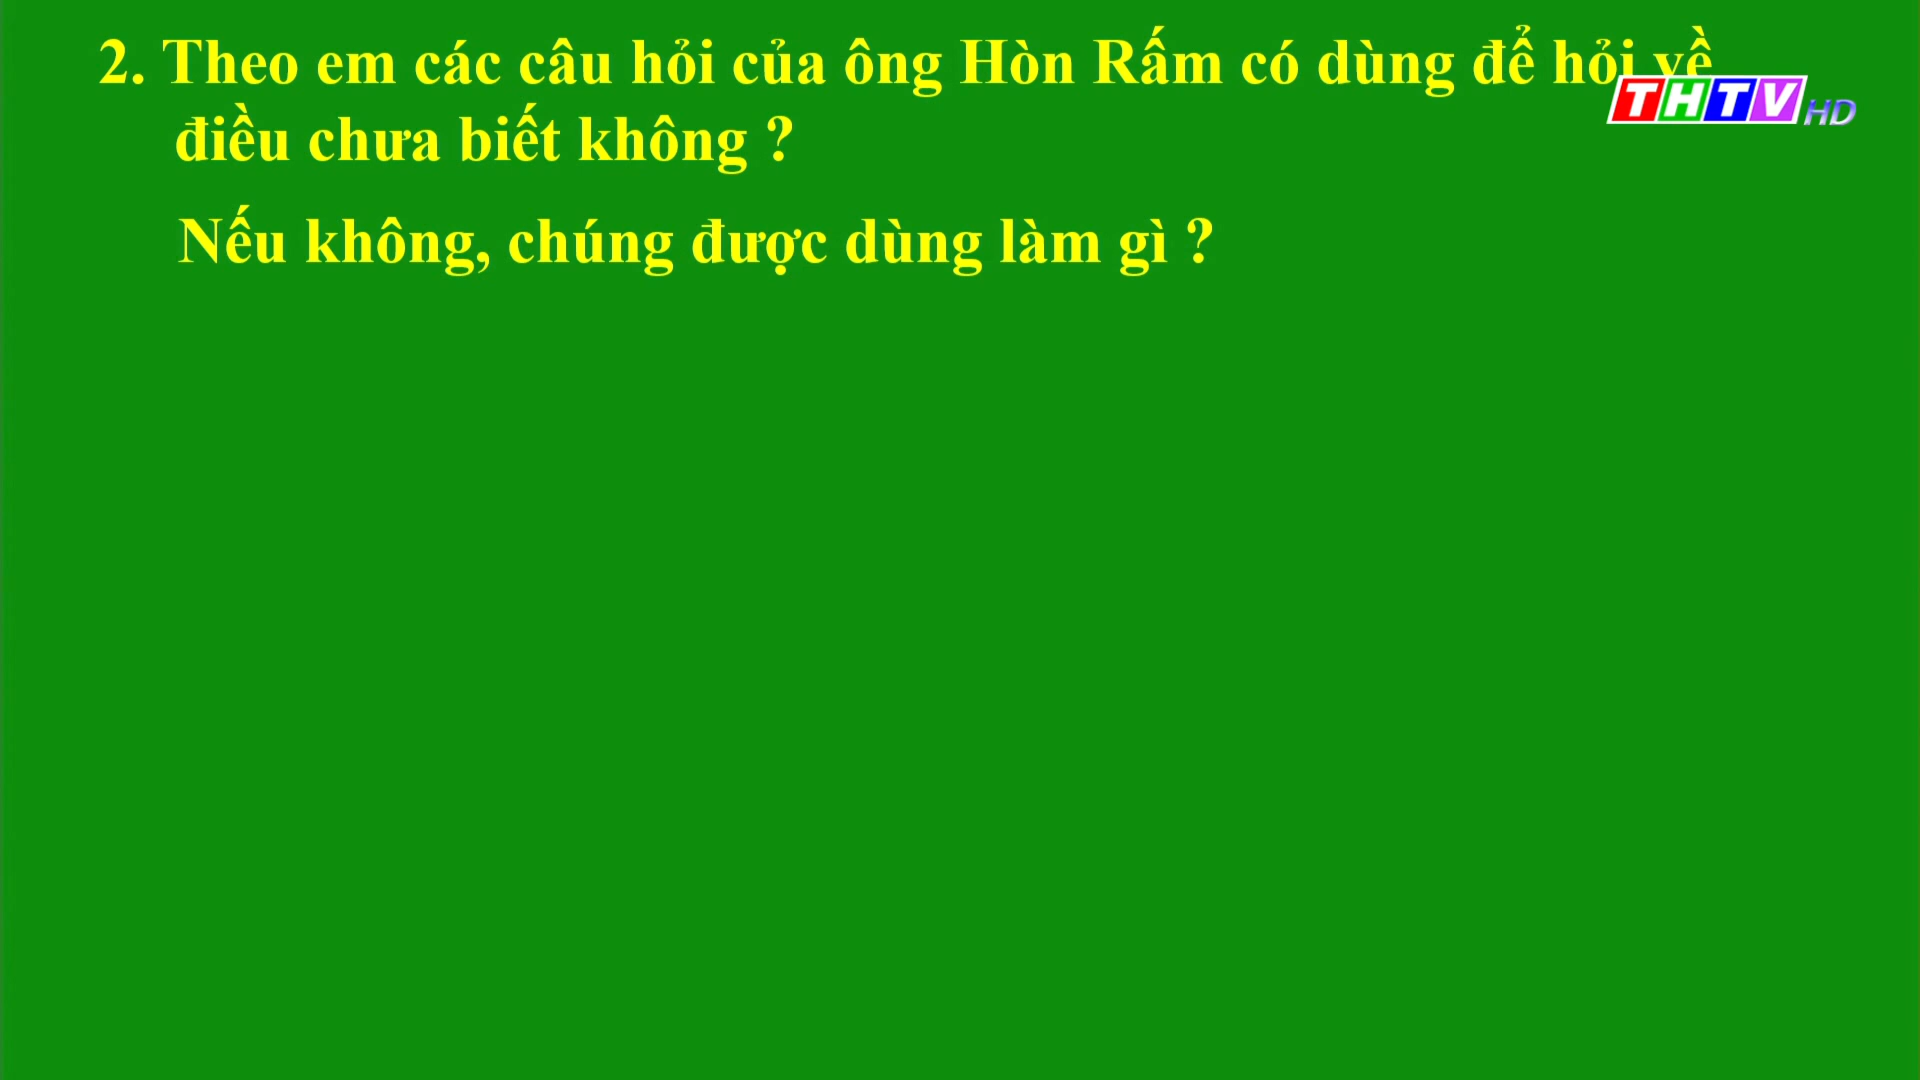 2. Theo em các câu hỏi của ông Hòn Rấm có dùng để hỏi về
điều chưa biết không ?
THTV HD
Nếu không, chúng được dùng làm gì ?